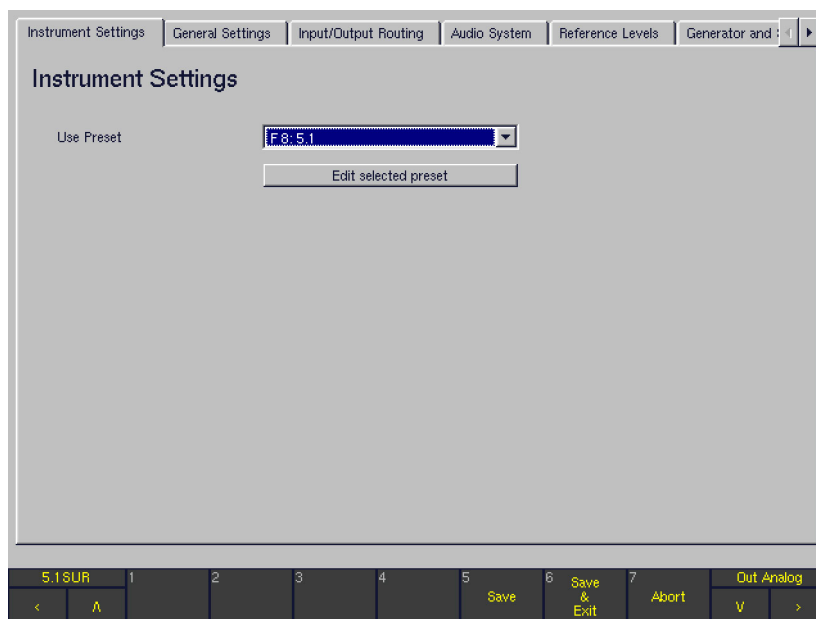 Instrument Settings
General Settings
Input/Output Routing
Audio System
Reference Levels
Generator and
Instrument Settings
Use Preset
F8: 5.1
Edit selected preset
5.1SUR
1
2
3
4
5
Save
6
Save
&
Exit
7
Abort
Out Analog
<
Λ
V
>